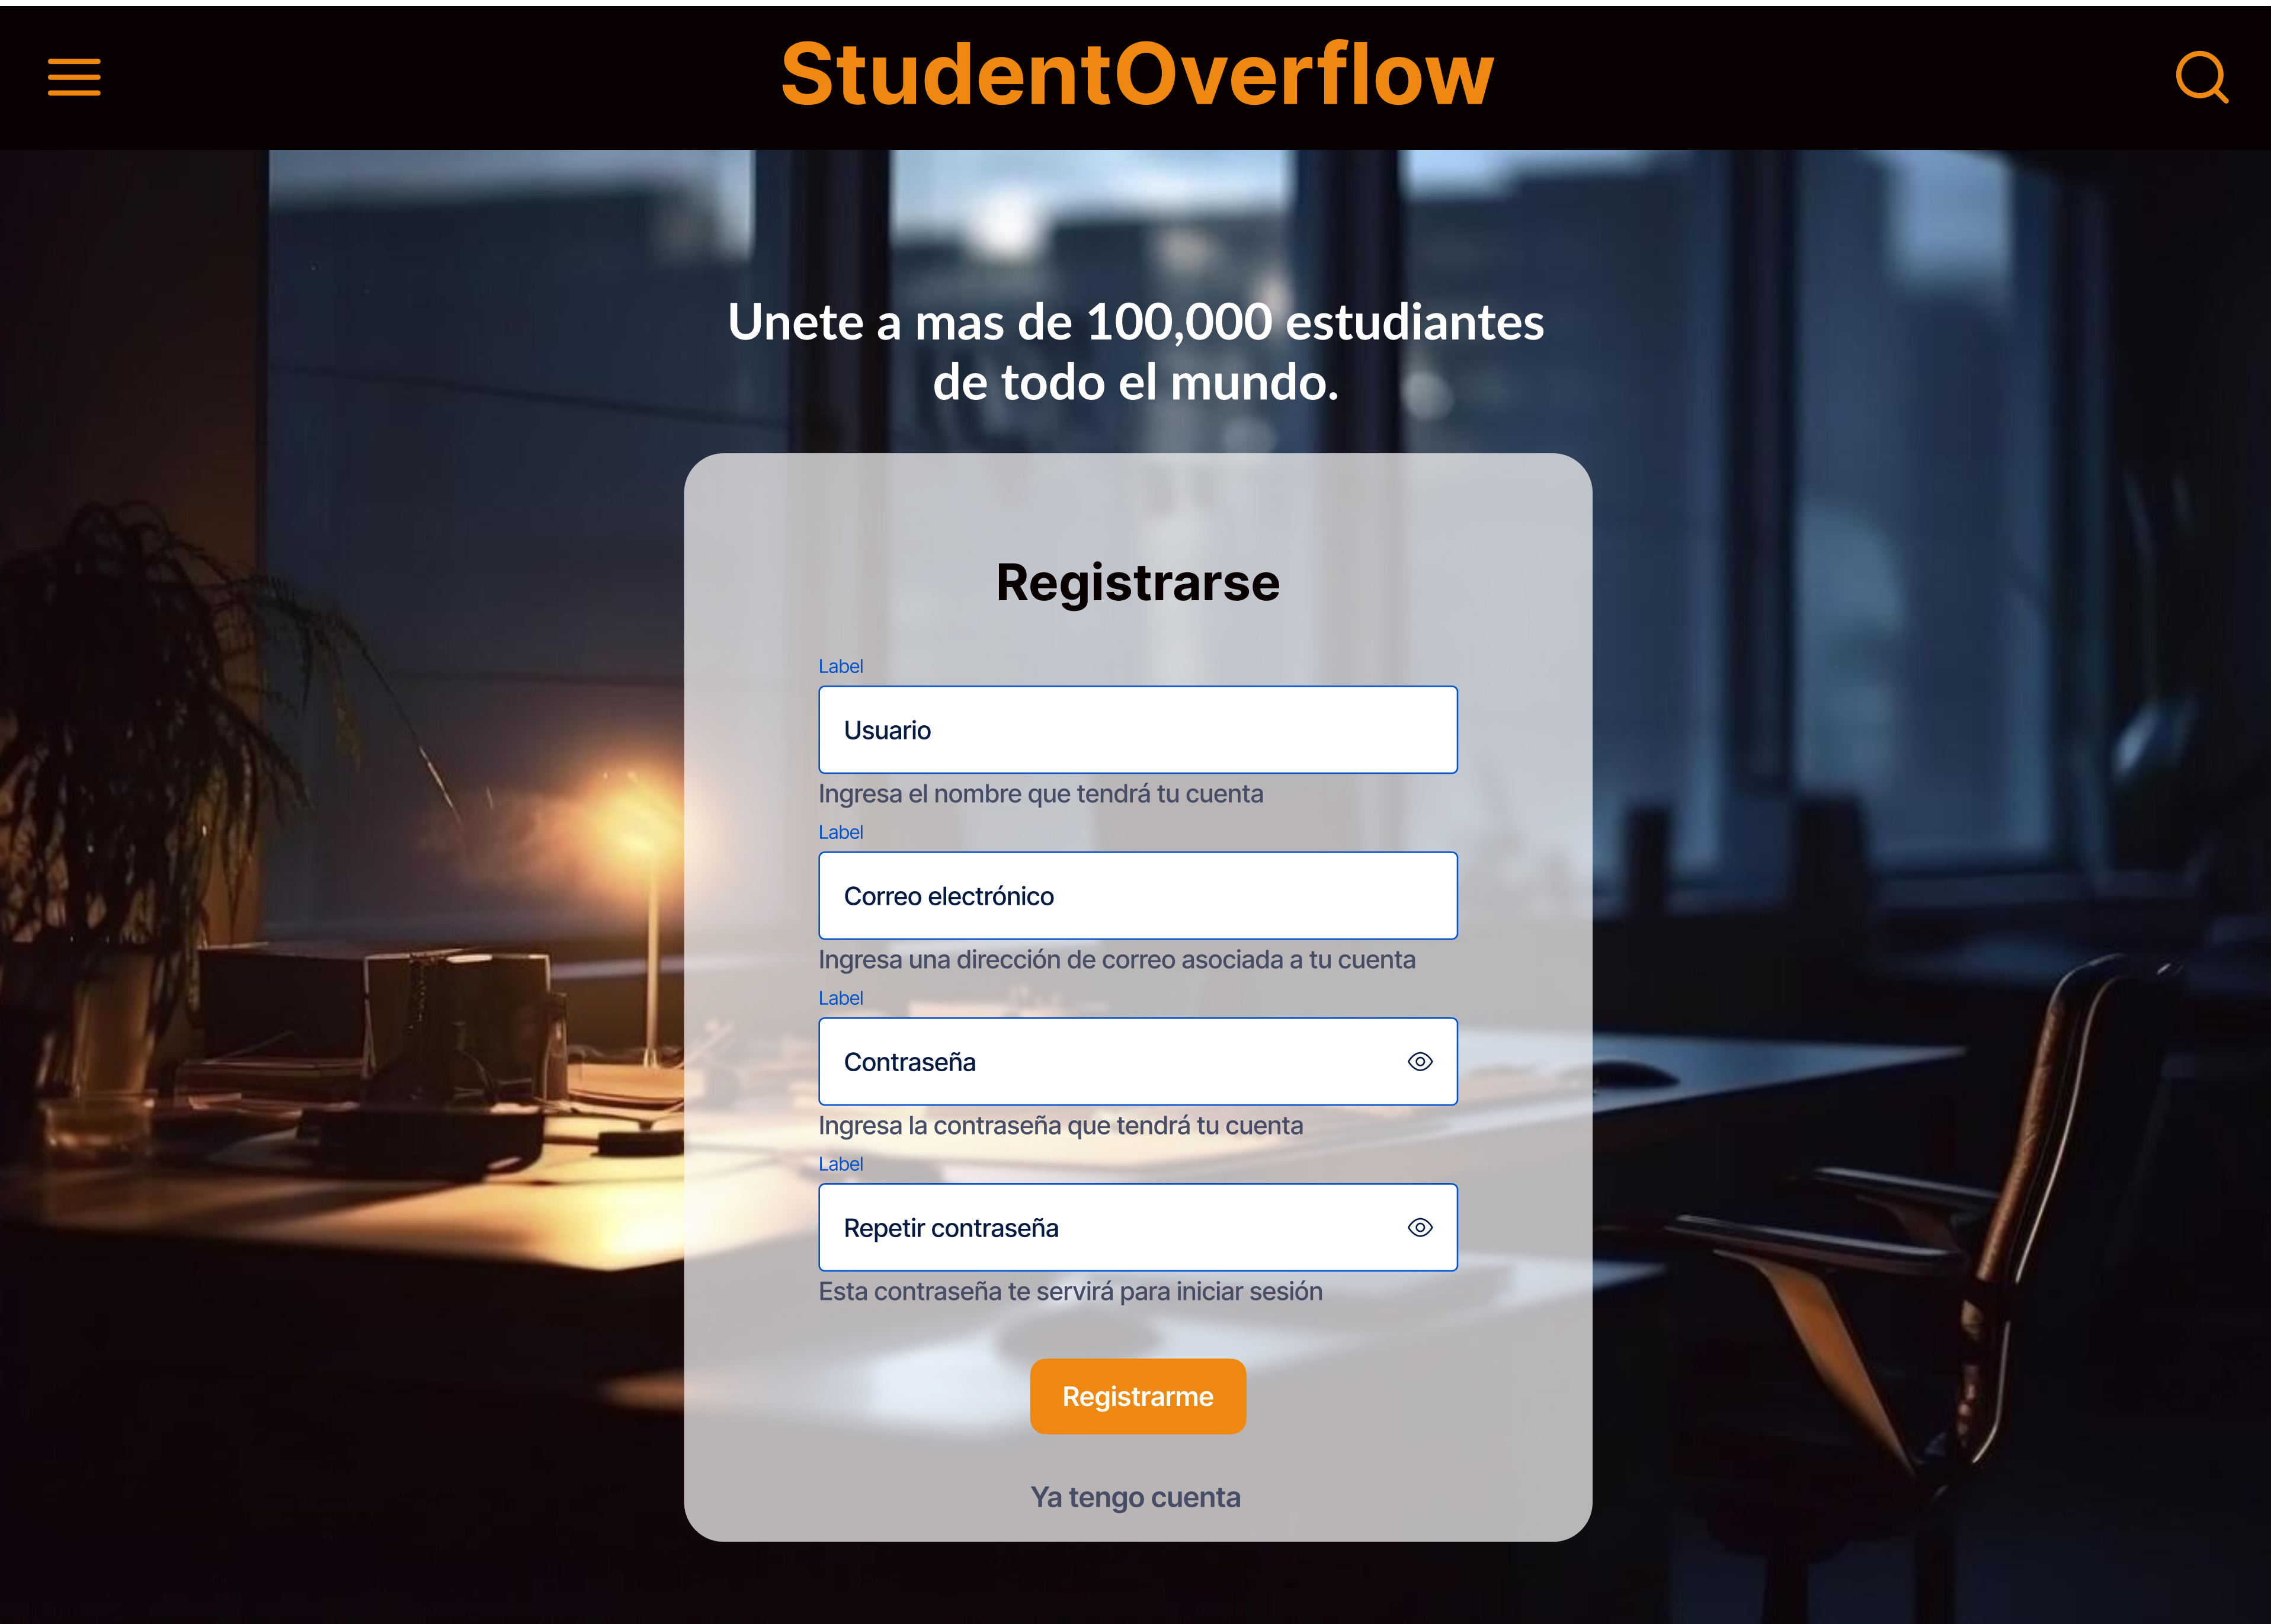 StudentOverflow
Unete a mas de 100,000 estudiantes
de todo el mundo.
Registrarse
Label
Usuario
Ingresa el nombre que tendrá tu cuenta
Label
Correo electrónico
Ingresa una dirección de correo asociada a tu cuenta
Label
Contraseña
Ingresa la contraseña que tendrá tu cuenta
Label
Repetir contraseña
Esta contraseña te servirá para iniciar sesión
Registrarme
Ya tengo cuenta